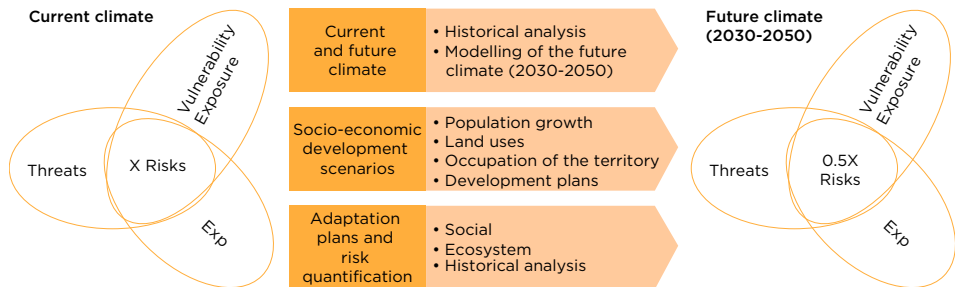 Current climate
Vulnerability
Exposure
Threats
X Risks
Exp
Current
and future
climate
• Historical analysis
• Modelling of the future
climate (2030-2050)
Socio-economic
development
scenarios
• Population growth
• Land uses
• Occupation of the territory
• Development plans
Adaptation
plans and
risk
quantification
• Social
• Ecosystem
• Historical analysis
Future climate
(2030-2050)
Vulnerability
Exposure
Threats
0.5X
Risks
Exp